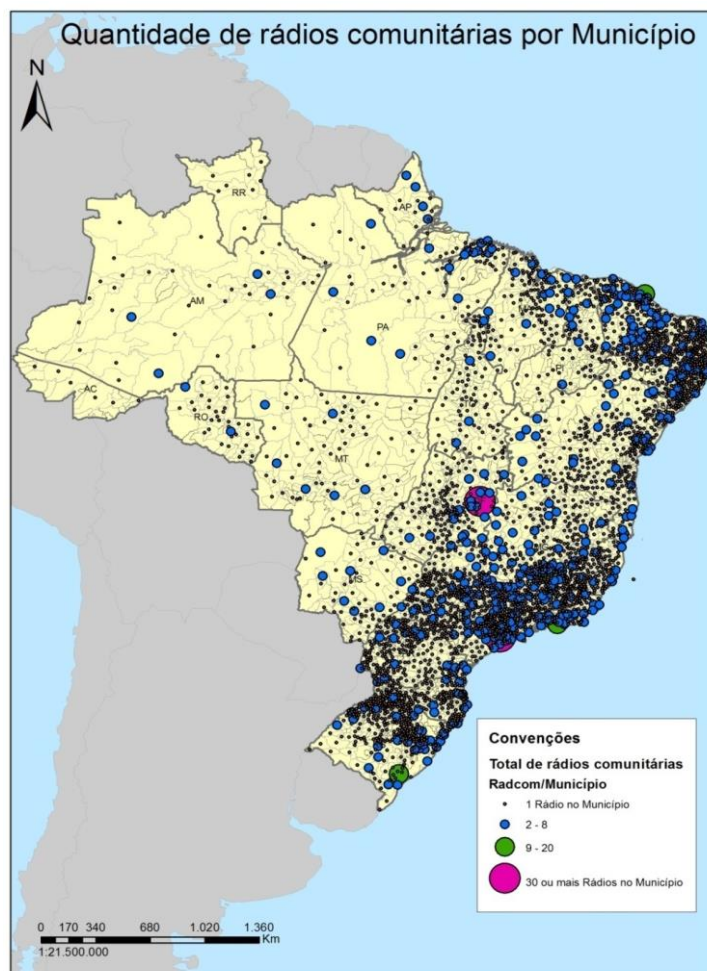 Quantidade de rádios comunitárias por Município
N
RR
AP
AM
PA
AC
RO
MT
MS
Convenções
Total de rádios comunitárias
Radcom/Município
1 Rádio no Município
2 - 8
9 - 20
30 ou mais Rádios no Município
0 170 340 680 1.020 1.360
Km
1:21.500.000